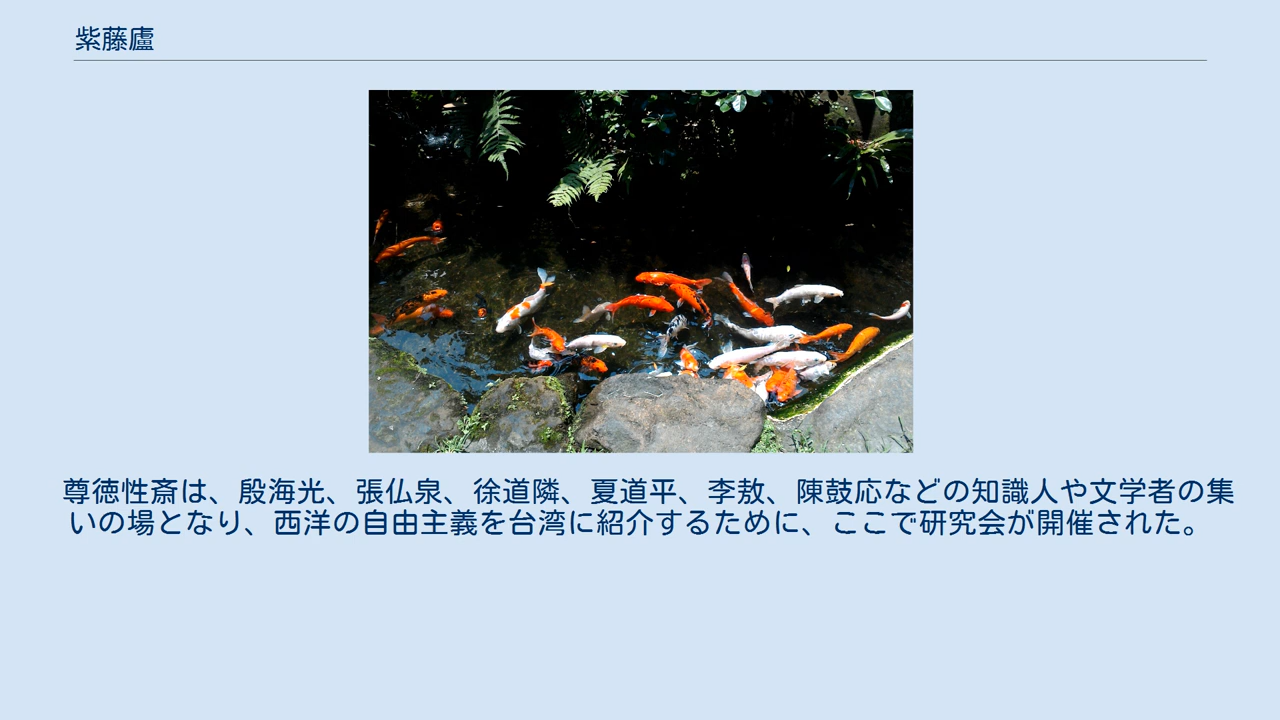 紫藤廬
尊徳性斎は、殷海光、張仏泉、徐道隣、夏道平、李敖、陳鼓応などの知識人や文学者の集
いの場となり、西洋の自由主義を台湾に紹介するために、ここで研究会が開催された。